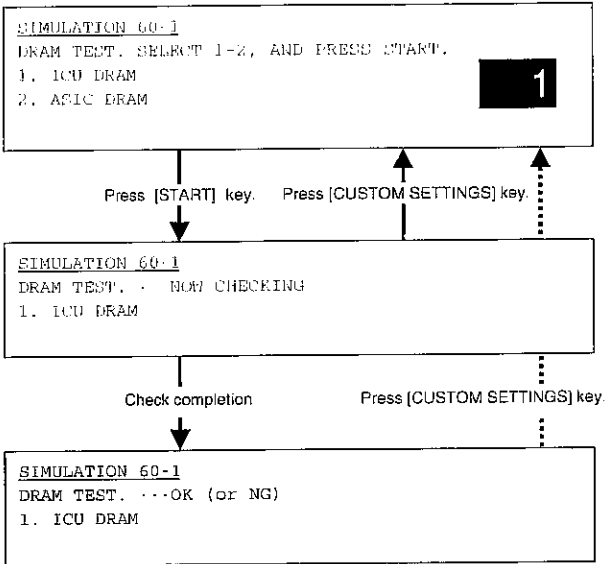 SIMULATION 60-1
DRAM TEST. SELECT 1-2, AND PRESS START.
1. ICU DRAM
2. ASIC DRAM
1
Press [START] key.
Press [CUSTOM SETTINGS] key.
SIMULATION 60-1
DRAM TEST. · NOW CHECKING
1. ICU DRAM
Check completion
Press [CUSTOM SETTINGS] key.
SIMULATION 60-1
DRAM TEST. ···OK (or NG)
1. ICU DRAM